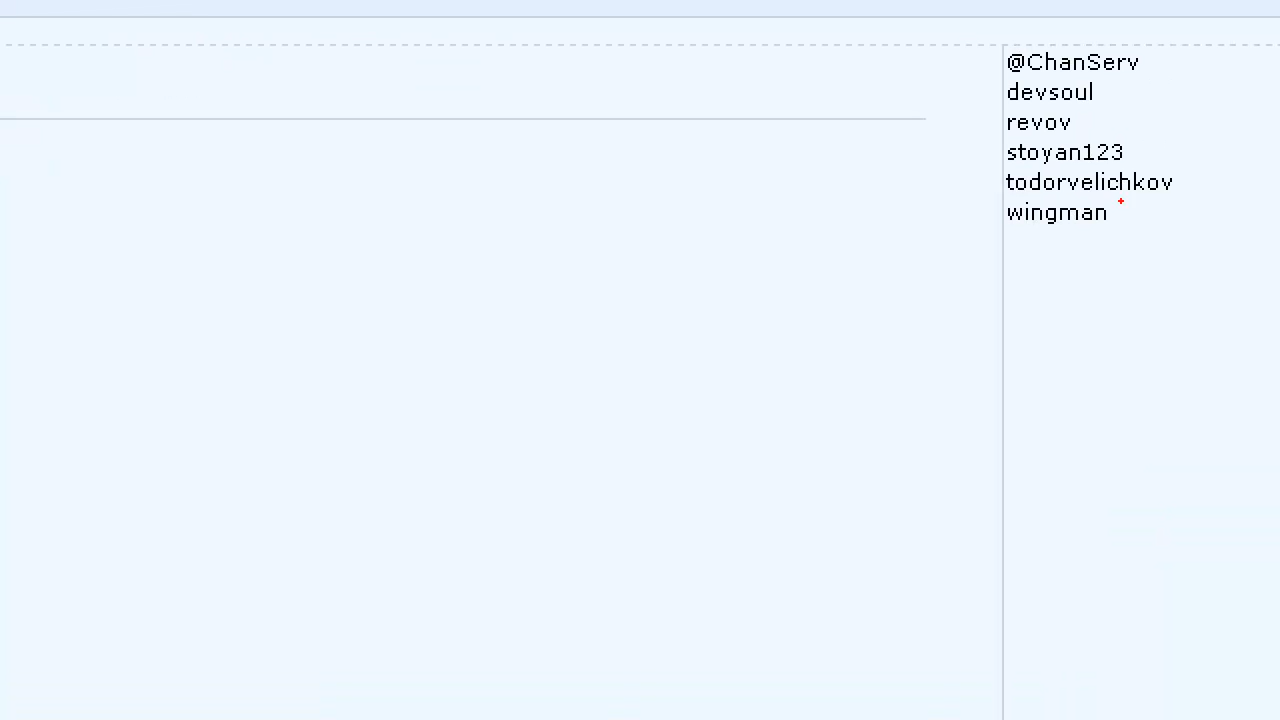 @ChanServ
devsoul
revov
stoyan123
todorvelichkov
wingman